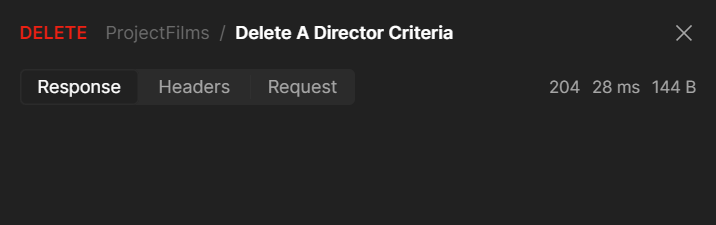 DELETE ProjectFilms / Delete A Director Criteria
Response Headers Request 204 28 ms 144 B